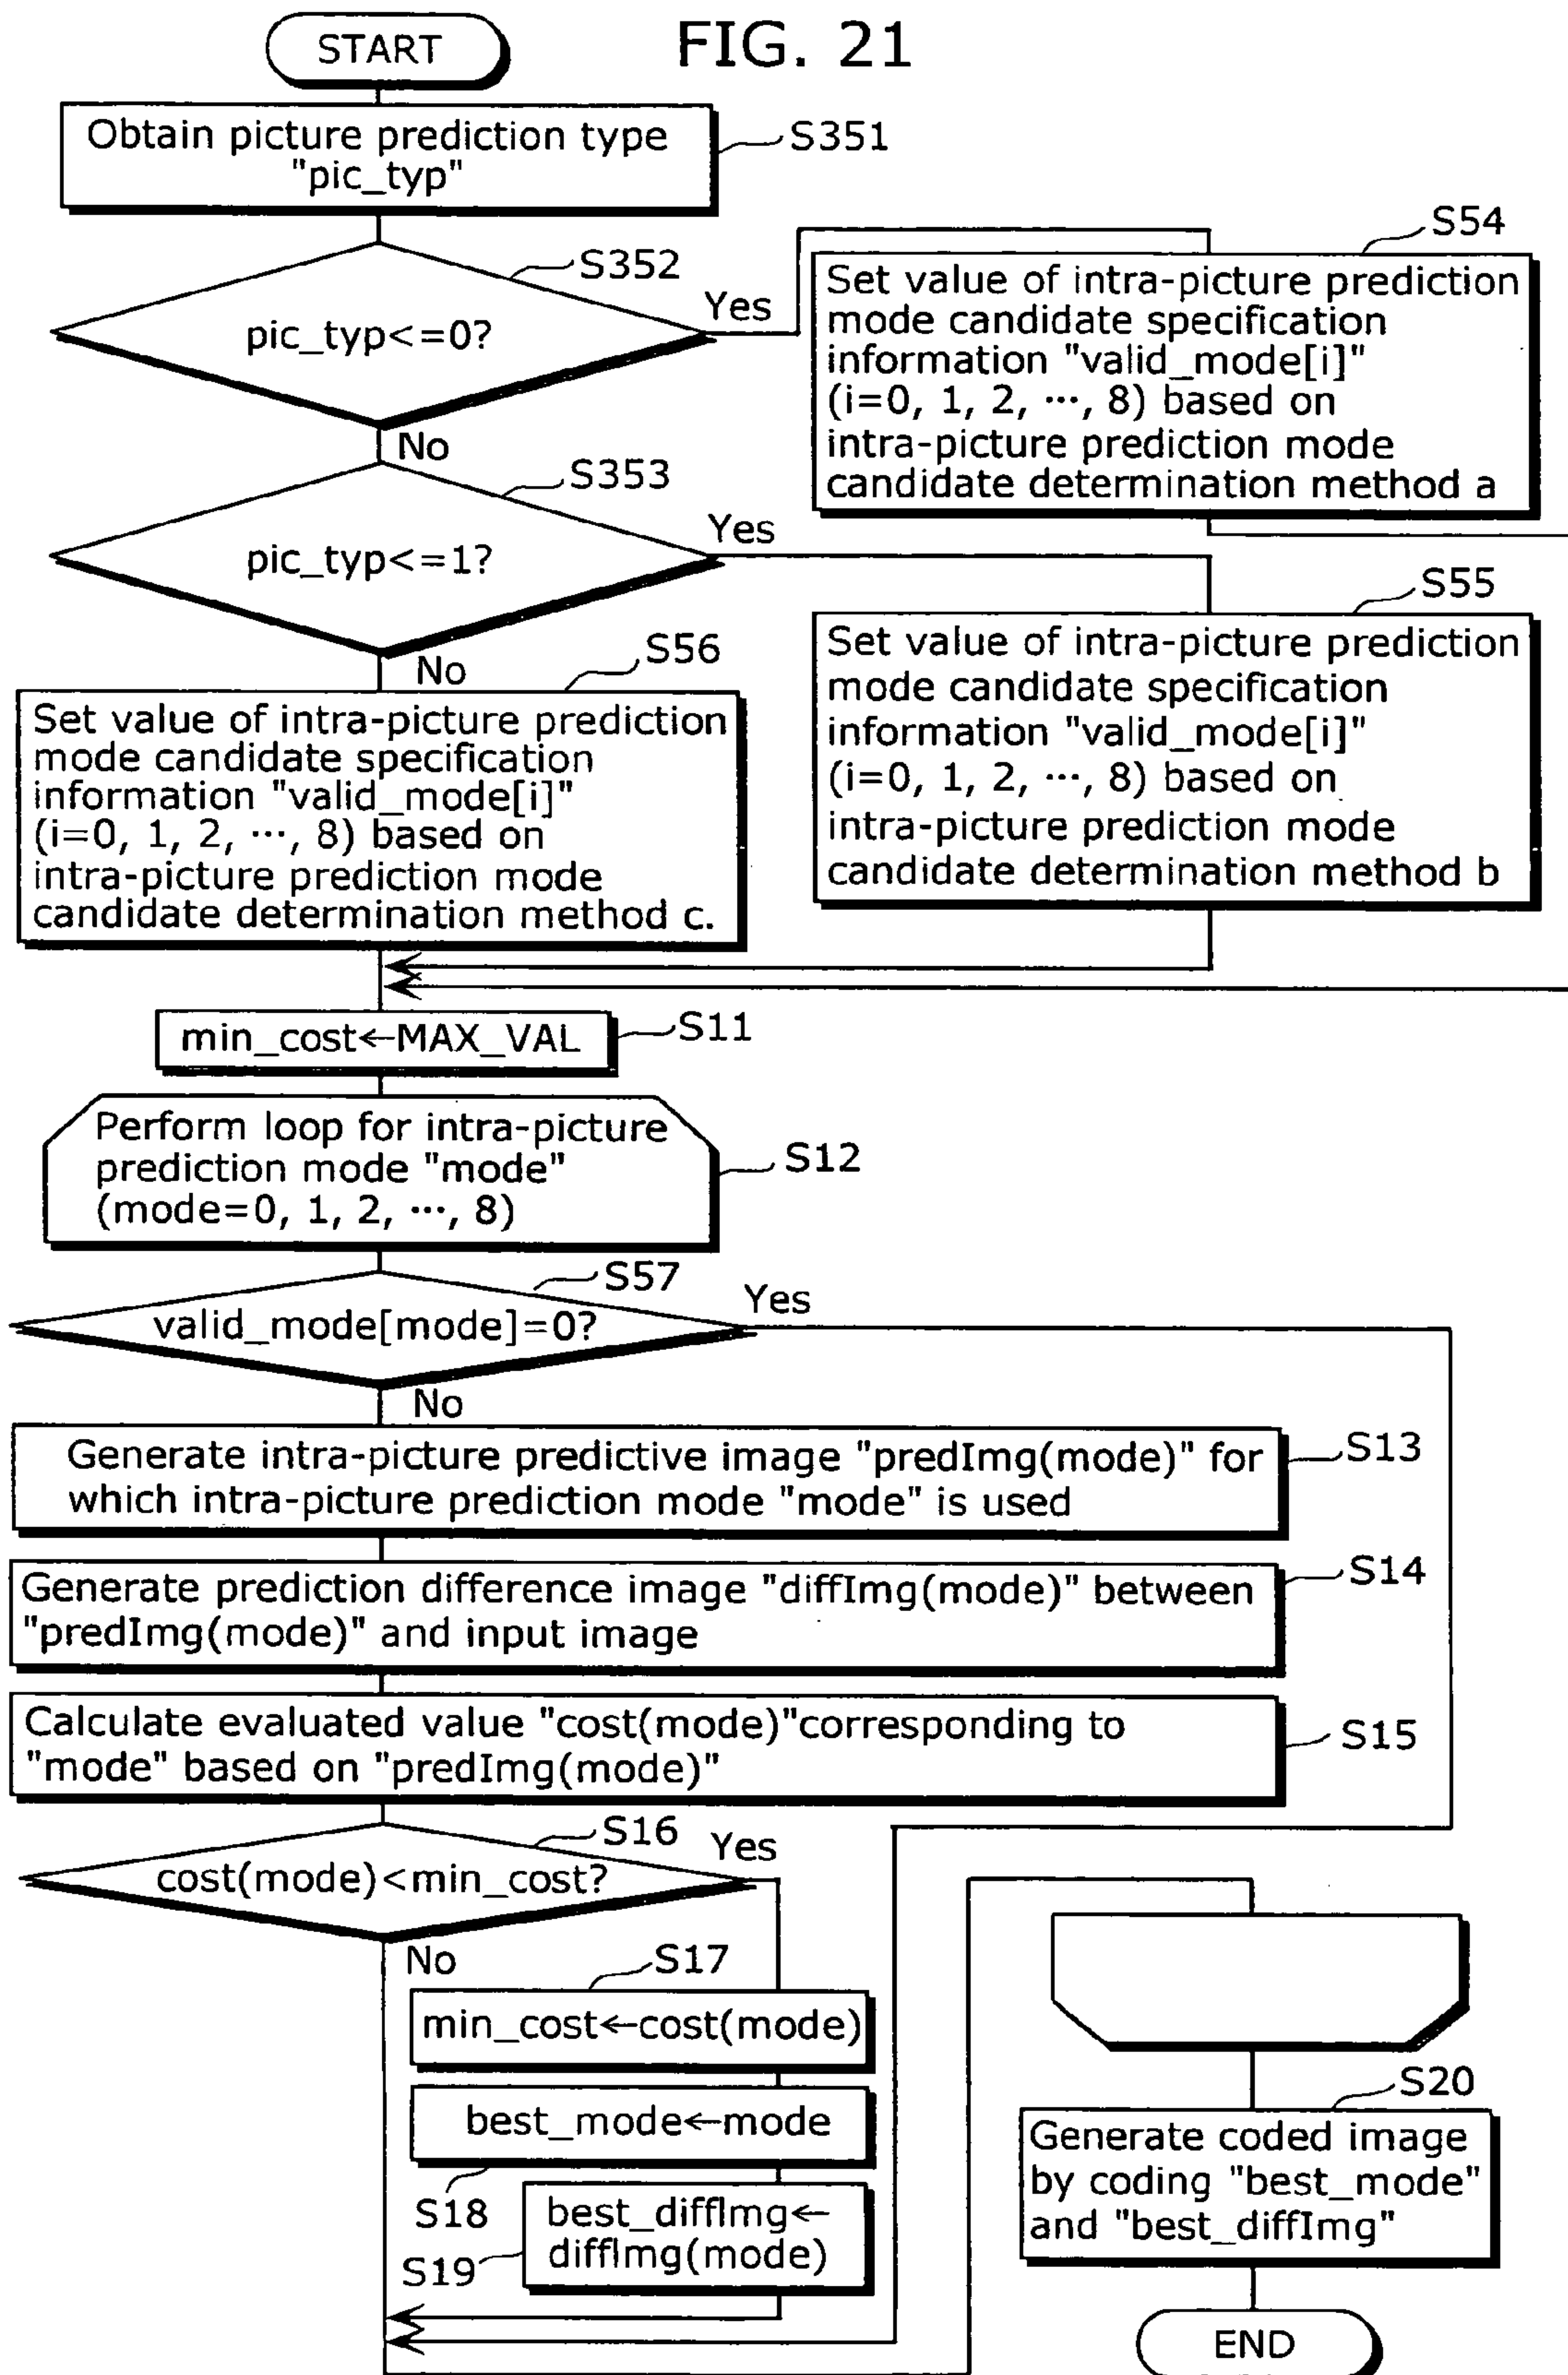 FIG. 21
START
Obtain picture prediction type
"pic_typ"
S351
S352
pic_typ<=0?
Yes
No
S54
Set value of intra-picture prediction
mode candidate specification
information "valid_mode[i]"
(i=0, 1, 2, ···, 8) based on
intra-picture prediction mode
candidate determination method a
S353
pic_typ<=1?
Yes
No
S55
Set value of intra-picture prediction
mode candidate specification
information "valid_mode[i]"
(i=0, 1, 2, ···, 8) based on
intra-picture prediction mode
candidate determination method b
S56
Set value of intra-picture prediction
mode candidate specification
information "valid_mode[i]"
(i=0, 1, 2, ···, 8) based on
intra-picture prediction mode
candidate determination method c.
min_cost←MAX_VAL
S11
Perform loop for intra-picture
prediction mode "mode"
(mode=0, 1, 2, ···, 8)
S12
S57
valid_mode[mode]=0?
Yes
No
Generate intra-picture predictive image "predImg(mode)" for
which intra-picture prediction mode "mode" is used
S13
Generate prediction difference image "diffImg(mode)" between
"predImg(mode)" and input image
S14
Calculate evaluated value "cost(mode)"corresponding to
"mode" based on "predImg(mode)"
S15
S16
cost(mode)<min_cost?
Yes
No
S17
min_cost←cost(mode)
best_mode←mode
S18
best_diffImg←
diffImg(mode)
S19
S20
Generate coded image
by coding "best_mode"
and "best_diffImg"
END